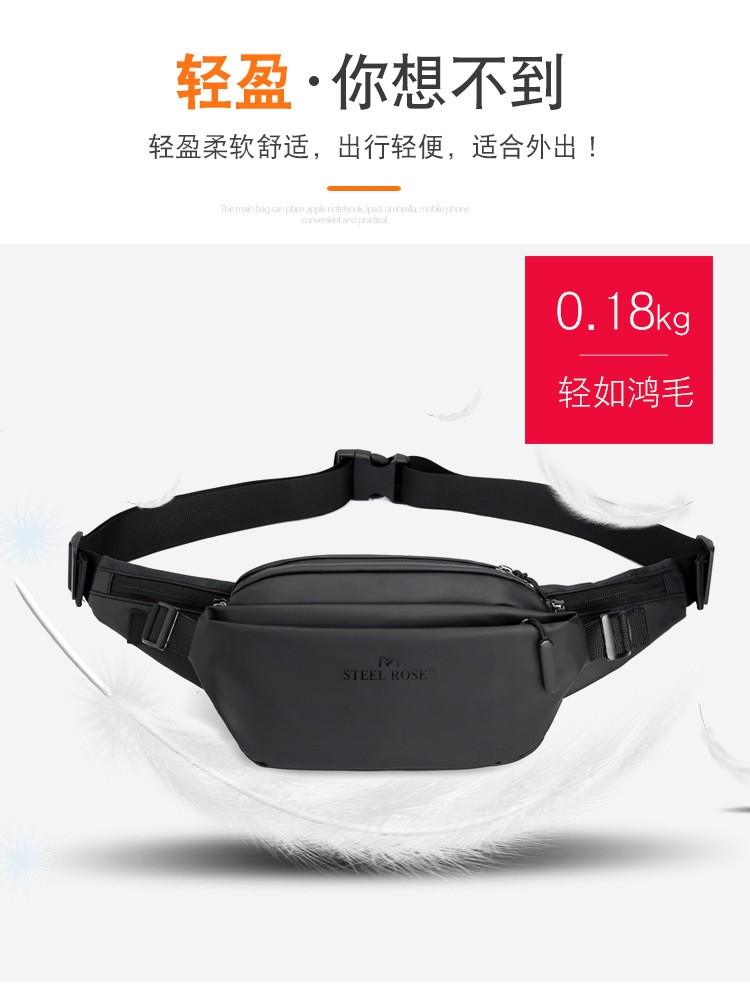 轻盈·你想不到
轻盈柔软舒适，出行轻便，适合外出！
The main bag can place apple notebook, ipad, umbrella, mobile phone
convenient and practical.
0.18kg
轻如鸿毛
STEEL ROSE®